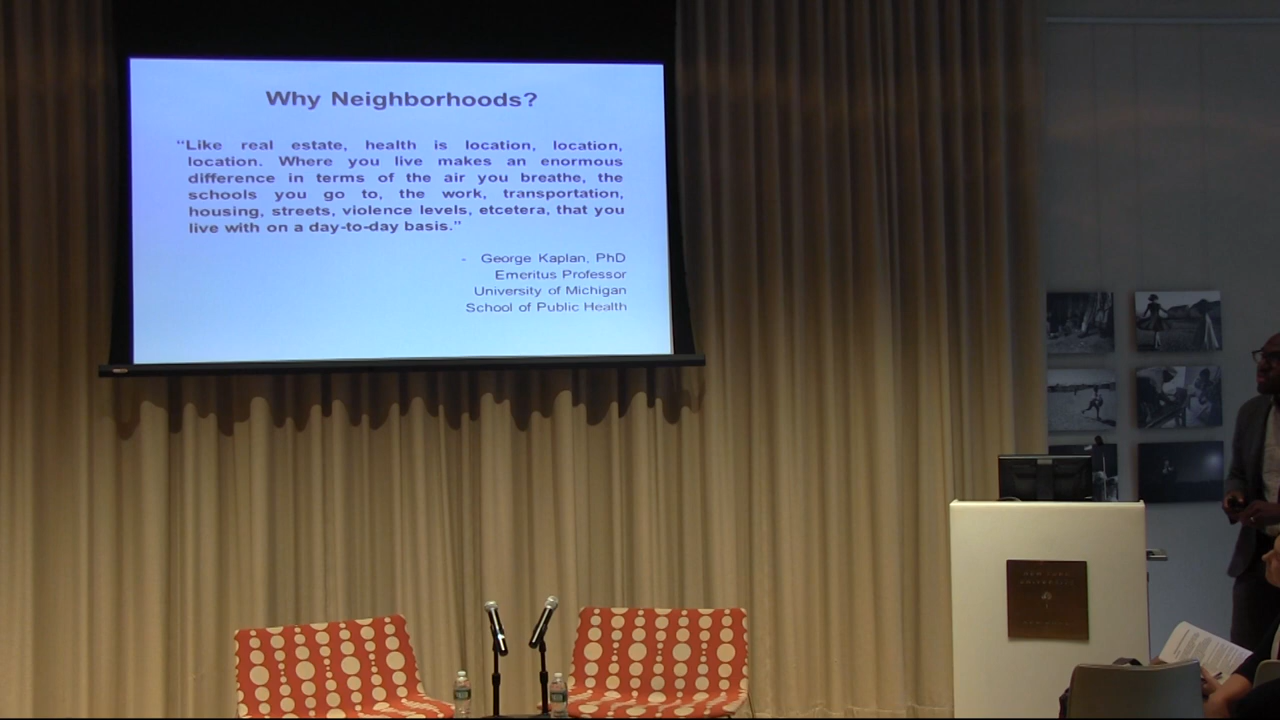 Why Neighborhoods?
“Like real estate, health is location, location,
location. Where you live makes an enormous
difference in terms of the air you breathe, the
schools you go to, the work, transportation,
housing, streets, violence levels, etcetera, that you
live with on a day-to-day basis.”
- George Kaplan, PhD
Emeritus Professor
University of Michigan
School of Public Health
NEW YORK
UNIVERSITY